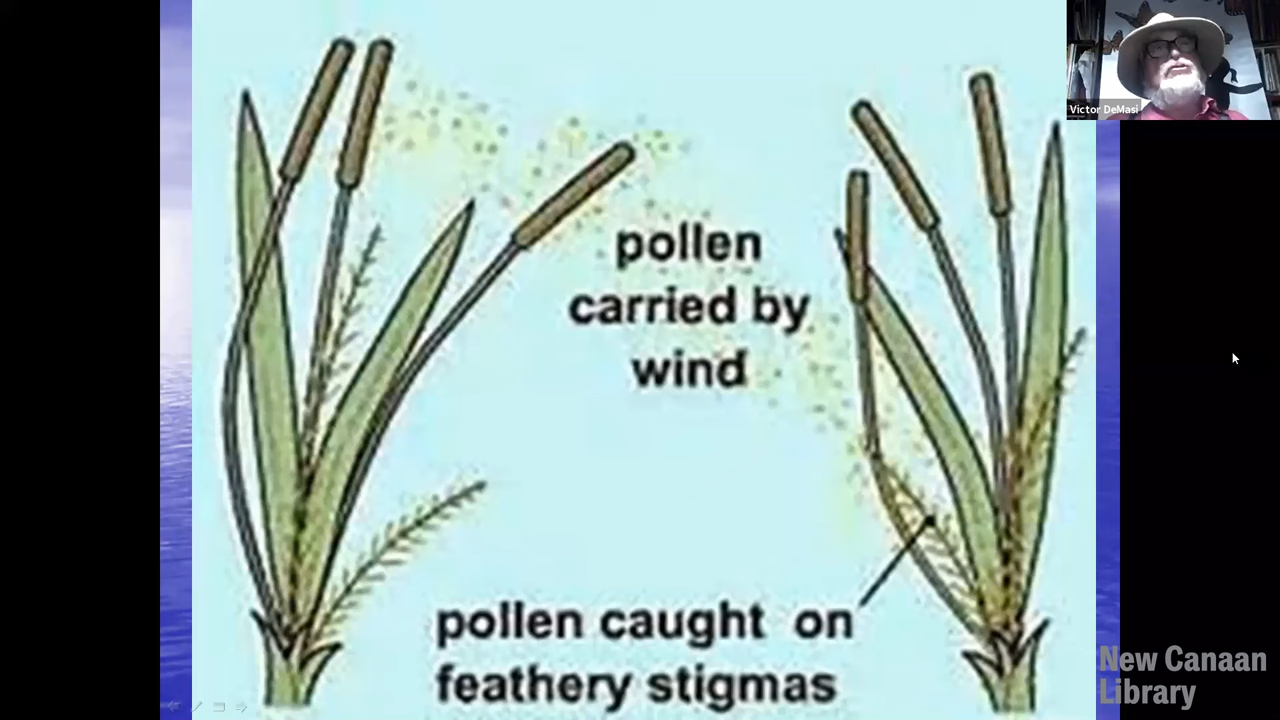 Victor DeMasi
pollen
carried by
wind
pollen caught on
feathery stigmas
New Canaan
Library